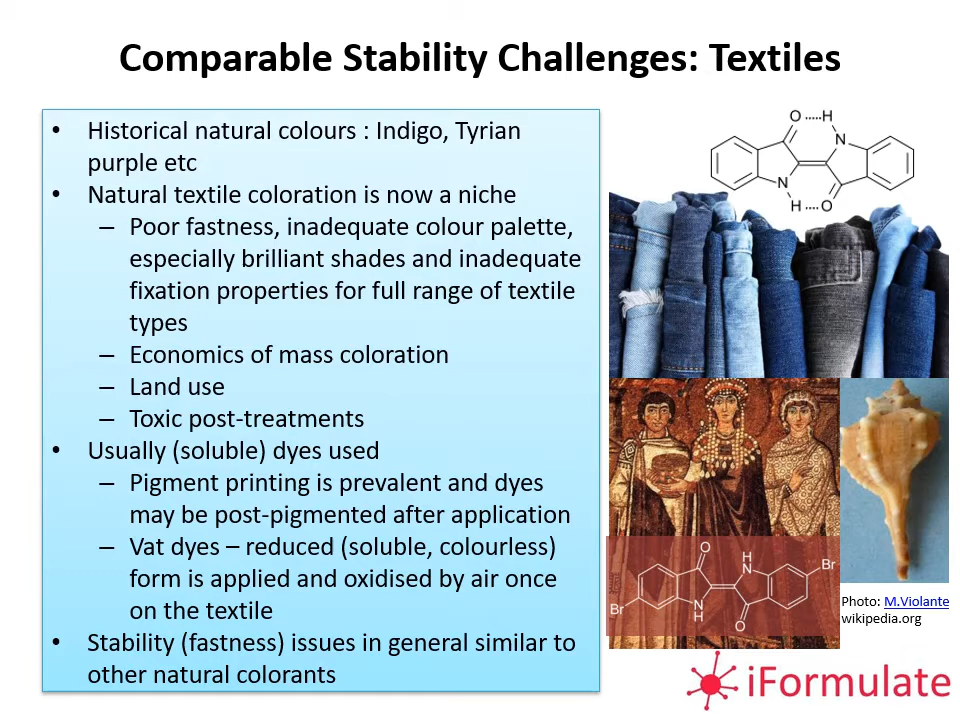 Comparable Stability Challenges: Textiles
• Historical natural colours : Indigo, Tyrian
purple etc
• Natural textile coloration is now a niche
– Poor fastness, inadequate colour palette,
especially brilliant shades and inadequate
fixation properties for full range of textile
types
– Economics of mass coloration
– Land use
– Toxic post-treatments
• Usually (soluble) dyes used
– Pigment printing is prevalent and dyes
may be post-pigmented after application
– Vat dyes – reduced (soluble, colourless)
form is applied and oxidised by air once
on the textile
• Stability (fastness) issues in general similar to
other natural colorants
O H
N
N
H O
O
H
N
Br
Br
N
H
O
Photo: M.Violante
wikipedia.org
iFormulate